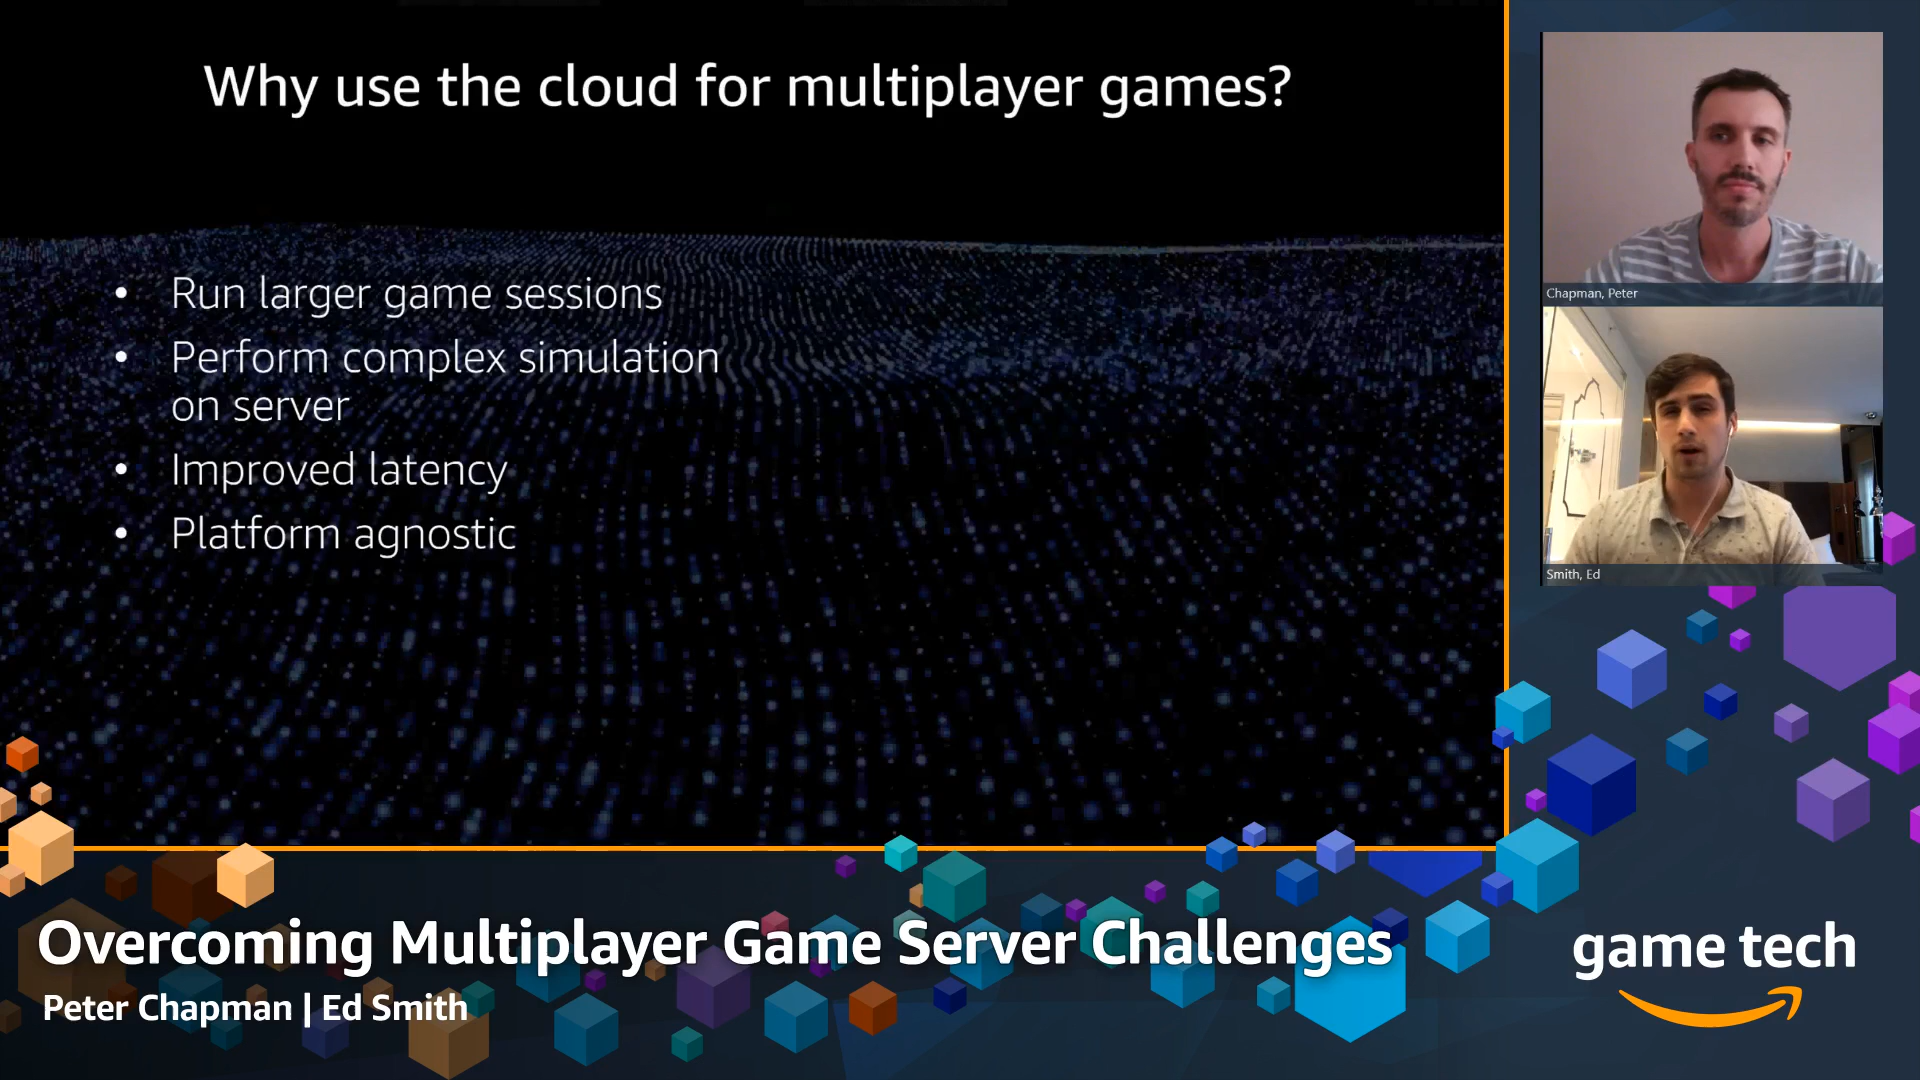 Why use the cloud for multiplayer games?
• Run larger game sessions
• Perform complex simulation
on server
• Improved latency
• Platform agnostic
Chapman, Peter
Smith, Ed
Overcoming Multiplayer Game Server Challenges
Peter Chapman | Ed Smith
game tech